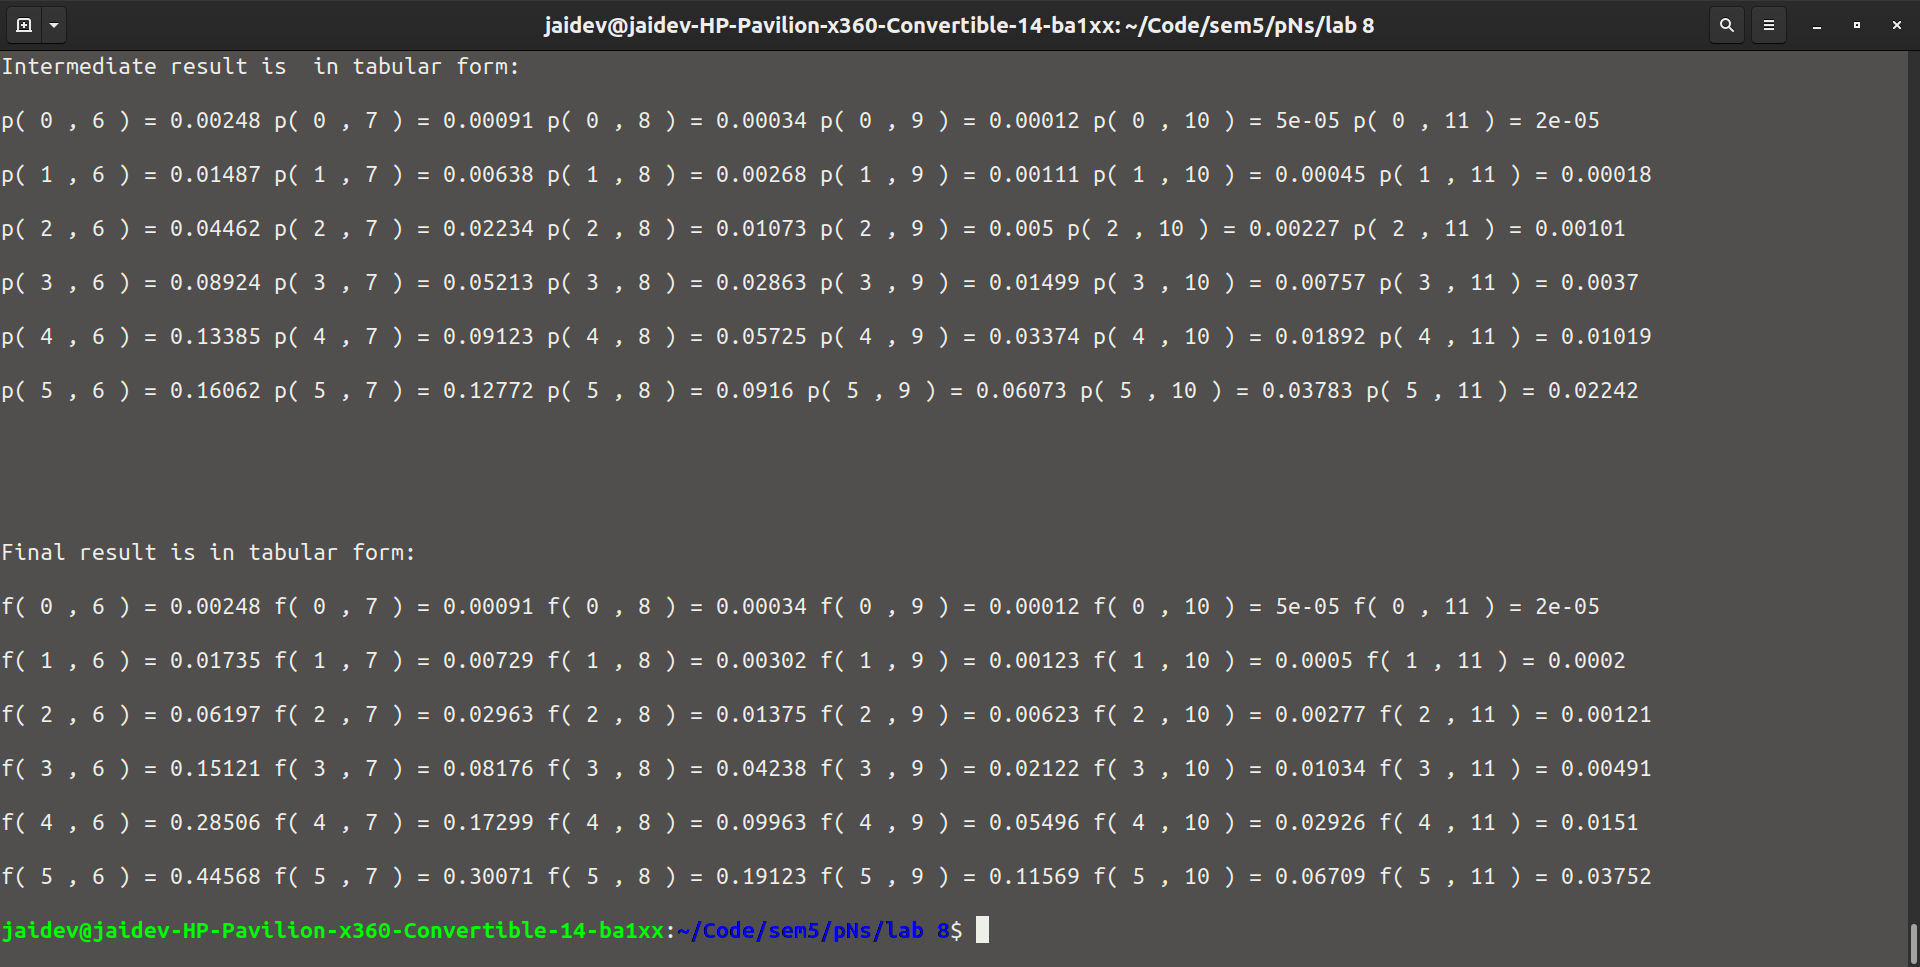 jaidev@jaidev-HP-Pavilion-x360-Convertible-14-ba1xx: ~/Code/sem5/pNs/lab 8
Intermediate result is  in tabular form:
p( 0 , 6 ) = 0.00248 p( 0 , 7 ) = 0.00091 p( 0 , 8 ) = 0.00034 p( 0 , 9 ) = 0.00012 p( 0 , 10 ) = 5e-05 p( 0 , 11 ) = 2e-05
p( 1 , 6 ) = 0.01487 p( 1 , 7 ) = 0.00638 p( 1 , 8 ) = 0.00268 p( 1 , 9 ) = 0.00111 p( 1 , 10 ) = 0.00045 p( 1 , 11 ) = 0.00018
p( 2 , 6 ) = 0.04462 p( 2 , 7 ) = 0.02234 p( 2 , 8 ) = 0.01073 p( 2 , 9 ) = 0.005 p( 2 , 10 ) = 0.00227 p( 2 , 11 ) = 0.00101
p( 3 , 6 ) = 0.08924 p( 3 , 7 ) = 0.05213 p( 3 , 8 ) = 0.02863 p( 3 , 9 ) = 0.01499 p( 3 , 10 ) = 0.00757 p( 3 , 11 ) = 0.0037
p( 4 , 6 ) = 0.13385 p( 4 , 7 ) = 0.09123 p( 4 , 8 ) = 0.05725 p( 4 , 9 ) = 0.03374 p( 4 , 10 ) = 0.01892 p( 4 , 11 ) = 0.01019
p( 5 , 6 ) = 0.16062 p( 5 , 7 ) = 0.12772 p( 5 , 8 ) = 0.0916 p( 5 , 9 ) = 0.06073 p( 5 , 10 ) = 0.03783 p( 5 , 11 ) = 0.02242
Final result is in tabular form:
f( 0 , 6 ) = 0.00248 f( 0 , 7 ) = 0.00091 f( 0 , 8 ) = 0.00034 f( 0 , 9 ) = 0.00012 f( 0 , 10 ) = 5e-05 f( 0 , 11 ) = 2e-05
f( 1 , 6 ) = 0.01735 f( 1 , 7 ) = 0.00729 f( 1 , 8 ) = 0.00302 f( 1 , 9 ) = 0.00123 f( 1 , 10 ) = 0.0005 f( 1 , 11 ) = 0.0002
f( 2 , 6 ) = 0.06197 f( 2 , 7 ) = 0.02963 f( 2 , 8 ) = 0.01375 f( 2 , 9 ) = 0.00623 f( 2 , 10 ) = 0.00277 f( 2 , 11 ) = 0.00121
f( 3 , 6 ) = 0.15121 f( 3 , 7 ) = 0.08176 f( 3 , 8 ) = 0.04238 f( 3 , 9 ) = 0.02122 f( 3 , 10 ) = 0.01034 f( 3 , 11 ) = 0.00491
f( 4 , 6 ) = 0.28506 f( 4 , 7 ) = 0.17299 f( 4 , 8 ) = 0.09963 f( 4 , 9 ) = 0.05496 f( 4 , 10 ) = 0.02926 f( 4 , 11 ) = 0.0151
f( 5 , 6 ) = 0.44568 f( 5 , 7 ) = 0.30071 f( 5 , 8 ) = 0.19123 f( 5 , 9 ) = 0.11569 f( 5 , 10 ) = 0.06709 f( 5 , 11 ) = 0.03752
jaidev@jaidev-HP-Pavilion-x360-Convertible-14-ba1xx:~/Code/sem5/pNs/lab 8$